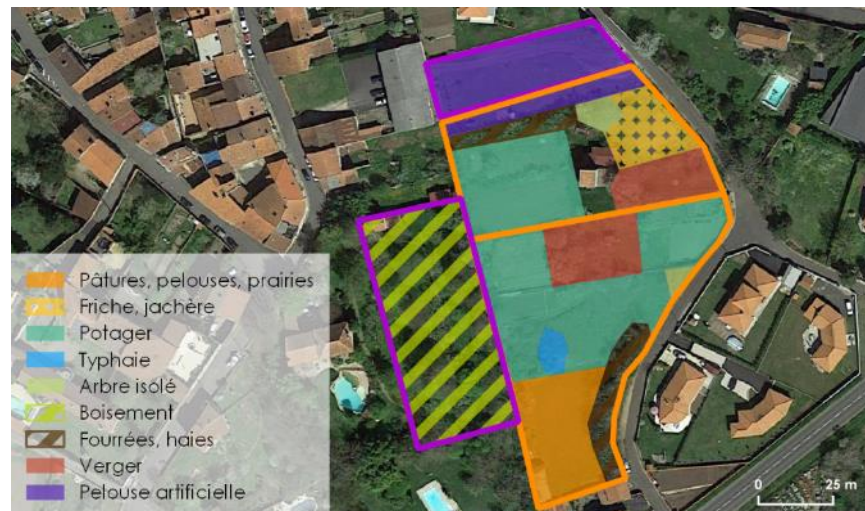 Pâtures, pelouses, prairies
Friche, jachère
Potager
Typhaie
Arbre isolé
Boisement
Fourrées, haies
Verger
Pelouse artificielle
0 25 m